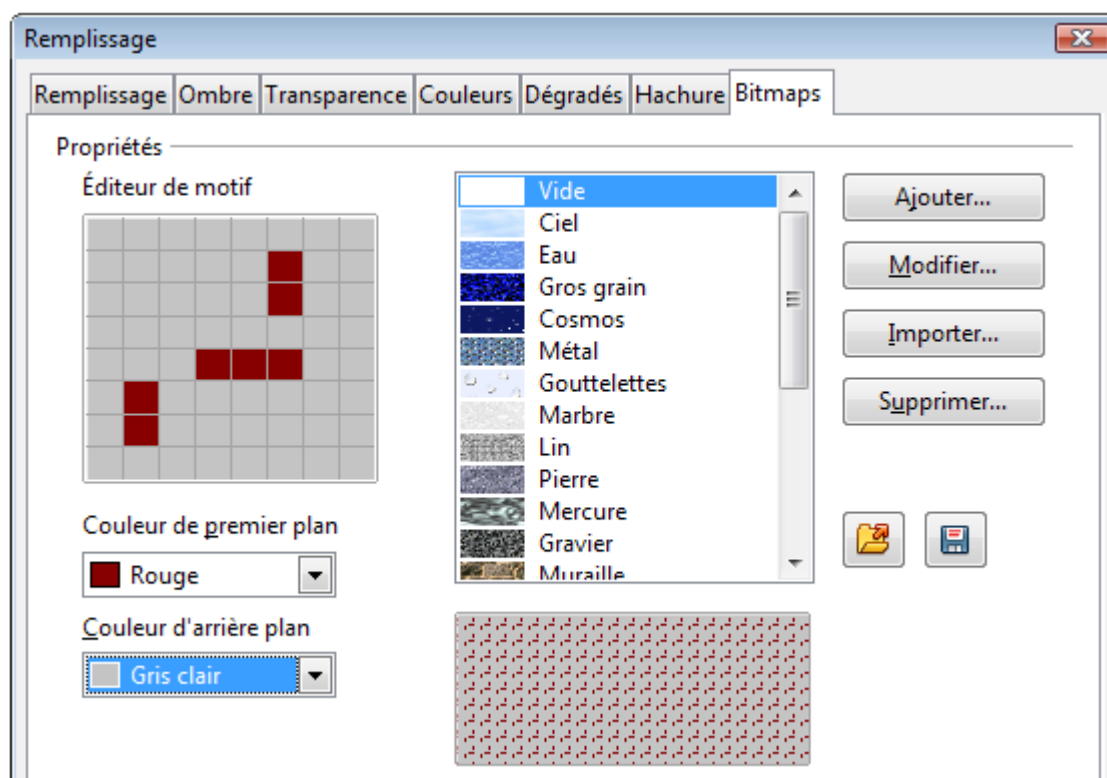 Remplissage
Remplissage Ombre Transparence Couleurs Dégradés Hachure Bitmaps
Propriétés
Éditeur de motif
Couleur de premier plan
Rouge
Couleur d'arrière plan
Gris clair
Vide
Ciel
Eau
Gros grain
Cosmos
Métal
Gouttelettes
Marbre
Lin
Pierre
Mercure
Gravier
Muraille
Ajouter...
Modifier...
Importer...
Supprimer...